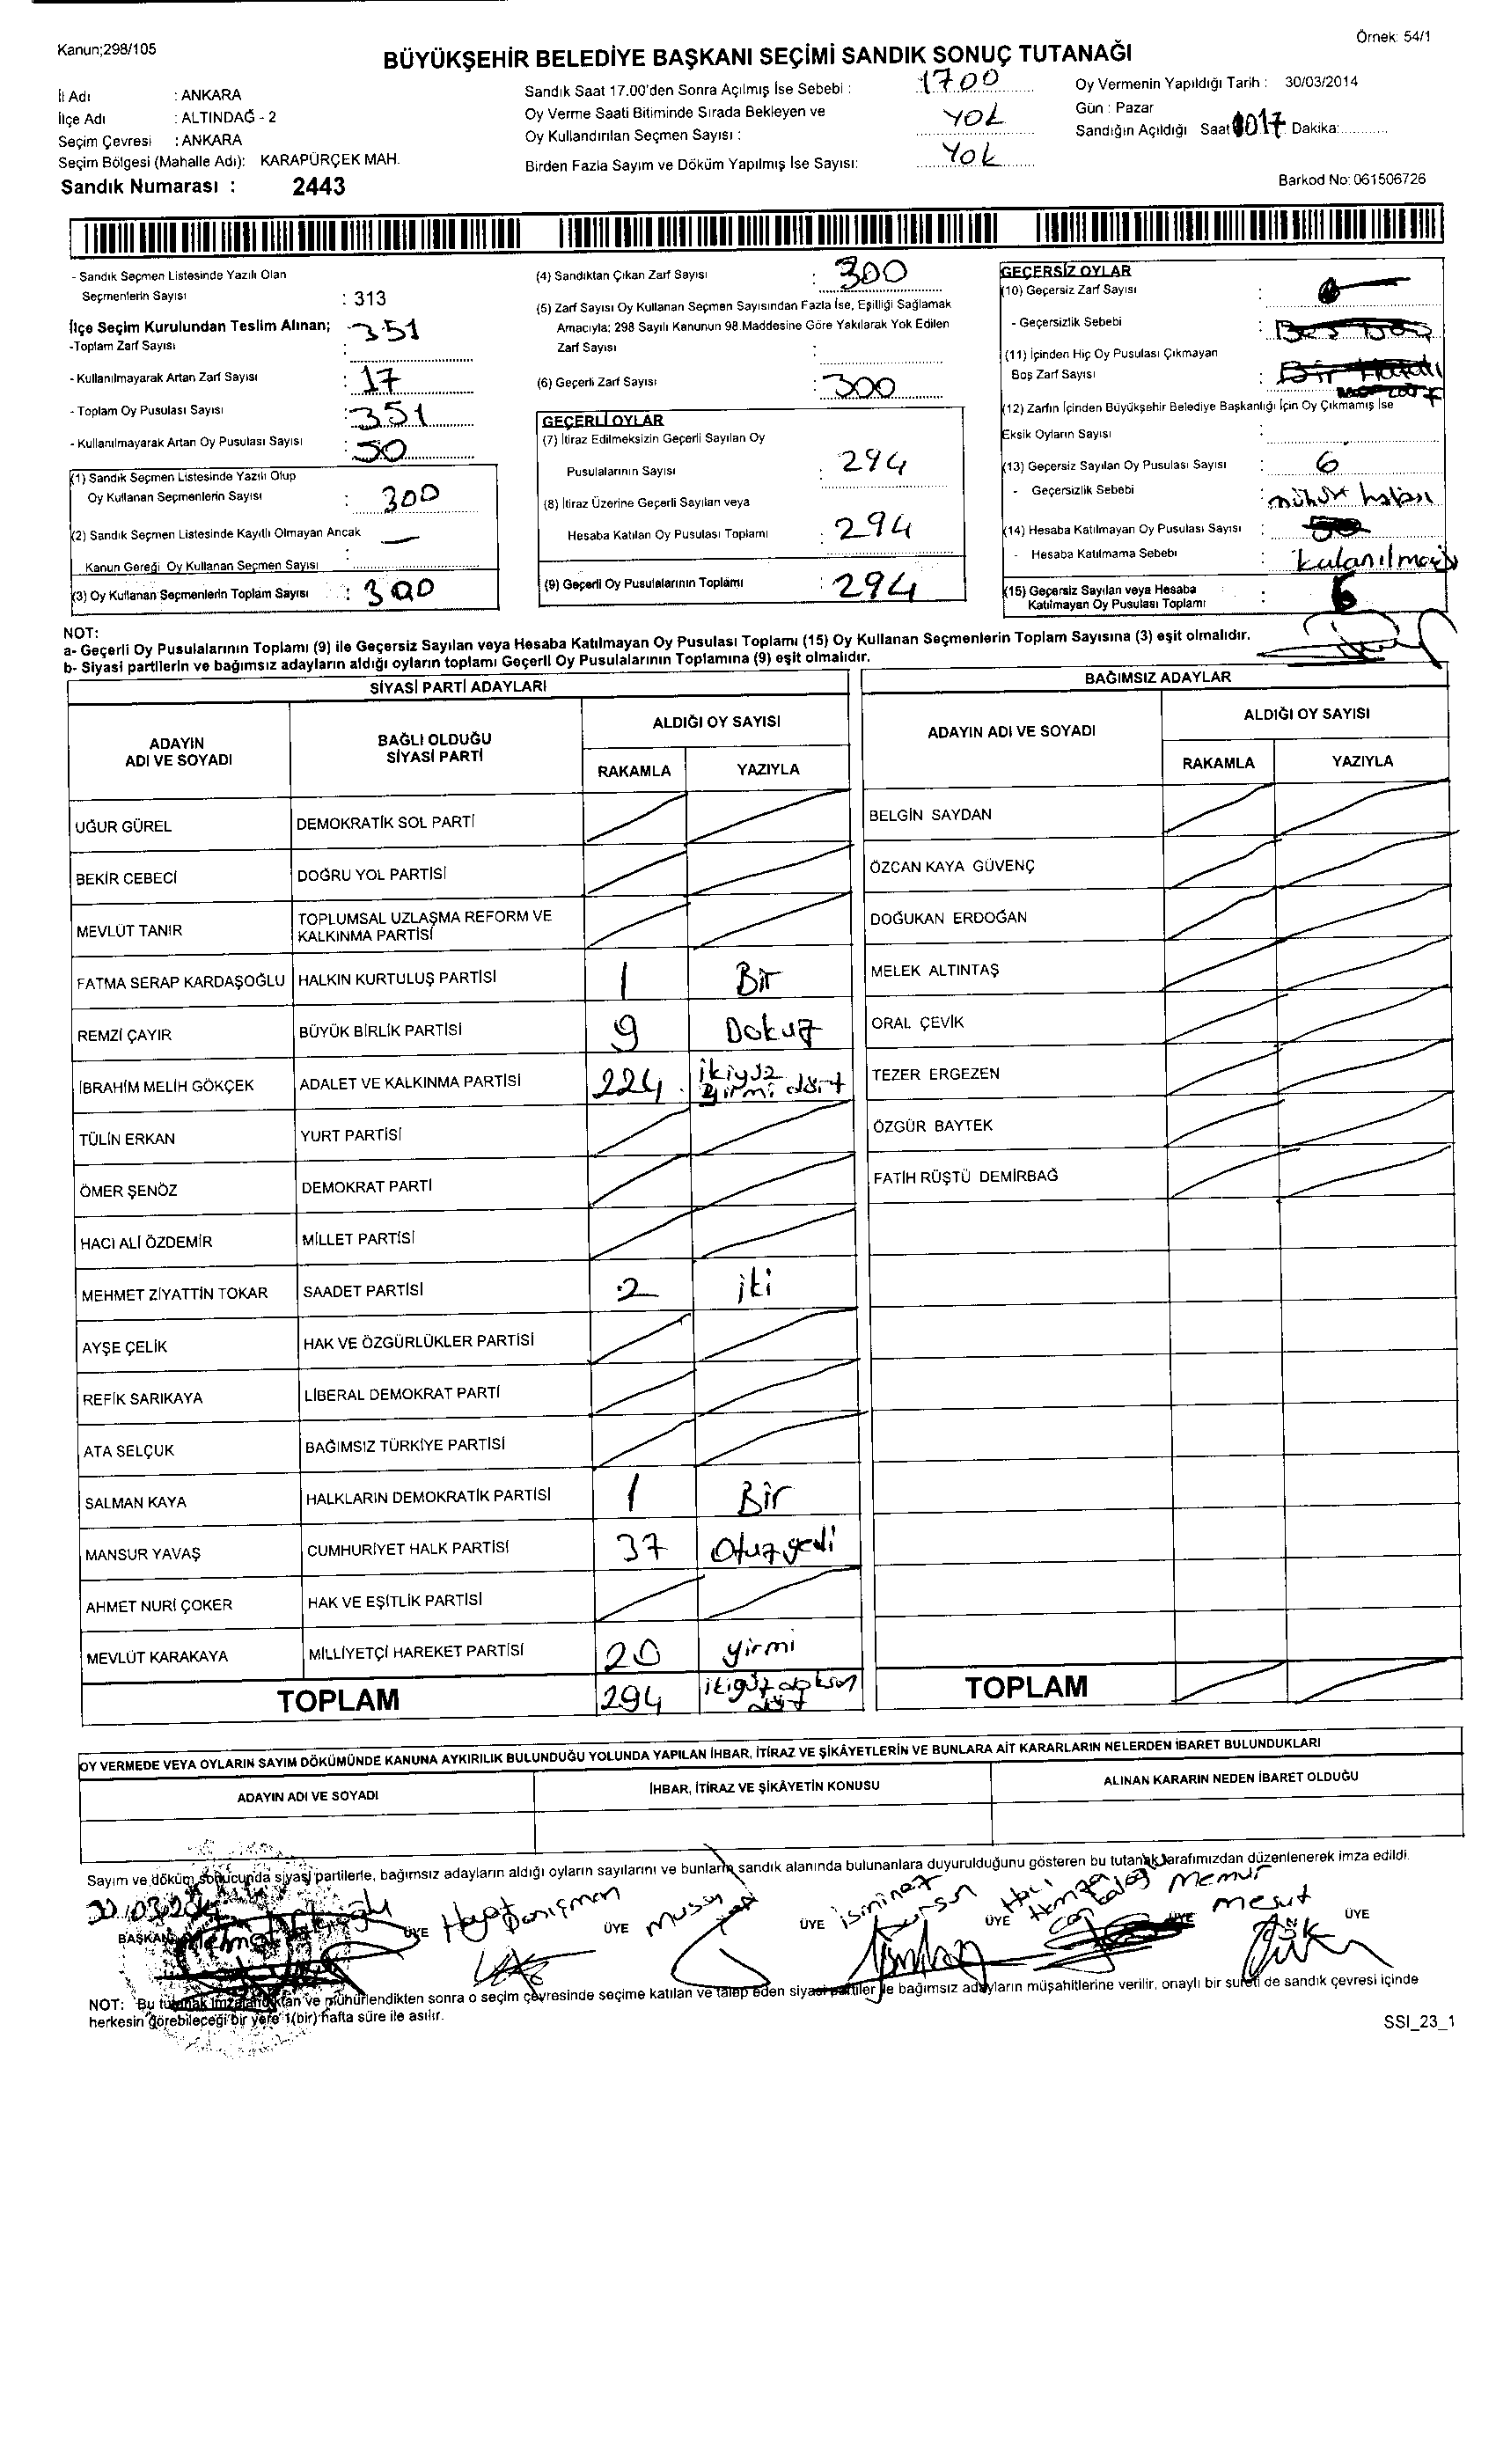 Kanun;298/105
Örnek: 54/1
BÜYÜKŞEHİR BELEDİYE BAŞKANI SEÇİMİ SANDIK SONUÇ TUTANAĞI
İl Adı : ANKARA
İlçe Adı : ALTINDAĞ - 2
Seçim Çevresi : ANKARA
Seçim Bölgesi (Mahalle Adı): KARAPÜRÇEK MAH.
Sandık Numarası : 2443
Sandık Saat 17.00'den Sonra Açılmış İse Sebebi : 1700
Oy Verme Saati Bitiminde Sırada Bekleyen ve
Oy Kullandırılan Seçmen Sayısı : YOK
Birden Fazla Sayım ve Döküm Yapılmış İse Sayısı: YOK
Oy Vermenin Yapıldığı Tarih : 30/03/2014
Gün : Pazar
Sandığın Açıldığı Saat 17 Dakika:
Barkod No: 061506726
- Sandık Seçmen Listesinde Yazılı Olan
Seçmenlerin Sayısı : 313
İlçe Seçim Kurulundan Teslim Alınan;
-Toplam Zarf Sayısı : 351
- Kullanılmayarak Artan Zarf Sayısı : 17
- Toplam Oy Pusulası Sayısı : 351
- Kullanılmayarak Artan Oy Pusulası Sayısı : 50
(1) Sandık Seçmen Listesinde Yazılı Olup
Oy Kullanan Seçmenlerin Sayısı : 300
(2) Sandık Seçmen Listesinde Kayıtlı Olmayan Ancak
Kanun Gereği Oy Kullanan Seçmen Sayısı : —
(3) Oy Kullanan Seçmenlerin Toplam Sayısı : 300
(4) Sandıktan Çıkan Zarf Sayısı : 300
(5) Zarf Sayısı Oy Kullanan Seçmen Sayısından Fazla İse, Eşitliği Sağlamak
Amacıyla; 298 Sayılı Kanunun 98.Maddesine Göre Yakılarak Yok Edilen
Zarf Sayısı :
(6) Geçerli Zarf Sayısı : 300
GEÇERLİ OYLAR
(7) İtiraz Edilmeksizin Geçerli Sayılan Oy
Pusulalarının Sayısı : 294
(8) İtiraz Üzerine Geçerli Sayılan veya
Hesaba Katılan Oy Pusulası Toplamı : 294
(9) Geçerli Oy Pusulalarının Toplamı : 294
GEÇERSİZ OYLAR
(10) Geçersiz Zarf Sayısı :
- Geçersizlik Sebebi :
(11) İçinden Hiç Oy Pusulası Çıkmayan
Boş Zarf Sayısı :
(12) Zarfın İçinden Büyükşehir Belediye Başkanlığı İçin Oy Çıkmamış İse
Eksik Oyların Sayısı :
(13) Geçersiz Sayılan Oy Pusulası Sayısı : 6
- Geçersizlik Sebebi : mühür hatası
(14) Hesaba Katılmayan Oy Pusulası Sayısı :
- Hesaba Katılmama Sebebi :
(15) Geçersiz Sayılan veya Hesaba
Katılmayan Oy Pusulası Toplamı : 6
NOT:
a- Geçerli Oy Pusulalarının Toplamı (9) ile Geçersiz Sayılan veya Hesaba Katılmayan Oy Pusulası Toplamı (15) Oy Kullanan Seçmenlerin Toplam Sayısına (3) eşit olmalıdır.
b- Siyasi partilerin ve bağımsız adayların aldığı oyların toplamı Geçerli Oy Pusulalarının Toplamına (9) eşit olmalıdır.
SİYASİ PARTİ ADAYLARI
ADAYIN ADI VE SOYADI BAĞLI OLDUĞU SİYASİ PARTİ ALDIĞI OY SAYISI
RAKAMLA YAZIYLA
UĞUR GÜREL DEMOKRATİK SOL PARTİ
BEKİR CEBECİ DOĞRU YOL PARTİSİ
MEVLÜT TANIR TOPLUMSAL UZLAŞMA REFORM VE KALKINMA PARTİSİ
FATMA SERAP KARDAŞOĞLU HALKIN KURTULUŞ PARTİSİ 1 Bir
REMZİ ÇAYIR BÜYÜK BİRLİK PARTİSİ 9 Dokuz
İBRAHİM MELİH GÖKÇEK ADALET VE KALKINMA PARTİSİ 224 ikiyüz yirmi dört
TÜLİN ERKAN YURT PARTİSİ
ÖMER ŞENÖZ DEMOKRAT PARTİ
HACI ALİ ÖZDEMİR MİLLET PARTİSİ
MEHMET ZİYATTİN TOKAR SAADET PARTİSİ 2 iki
AYŞE ÇELİK HAK VE ÖZGÜRLÜKLER PARTİSİ
REFİK SARIKAYA LİBERAL DEMOKRAT PARTİ
ATA SELÇUK BAĞIMSIZ TÜRKİYE PARTİSİ
SALMAN KAYA HALKLARIN DEMOKRATİK PARTİSİ 1 Bir
MANSUR YAVAŞ CUMHURİYET HALK PARTİSİ 37 Otuzyedi
AHMET NURİ ÇOKER HAK VE EŞİTLİK PARTİSİ
MEVLÜT KARAKAYA MİLLİYETÇİ HAREKET PARTİSİ 20 yirmi
TOPLAM 294 ikiyüz doksan dört
BAĞIMSIZ ADAYLAR
ADAYIN ADI VE SOYADI ALDIĞI OY SAYISI
RAKAMLA YAZIYLA
BELGİN SAYDAN
ÖZCAN KAYA GÜVENÇ
DOĞUKAN ERDOĞAN
MELEK ALTINTAŞ
ORAL ÇEVİK
TEZER ERGEZEN
ÖZGÜR BAYTEK
FATİH RÜŞTÜ DEMİRBAĞ
TOPLAM
OY VERMEDE VEYA OYLARIN SAYIM DÖKÜMÜNDE KANUNA AYKIRILIK BULUNDUĞU YOLUNDA YAPILAN İHBAR, İTİRAZ VE ŞİKÂYETLERİN VE BUNLARA AİT KARARLARIN NELERDEN İBARET BULUNDUKLARI
ADAYIN ADI VE SOYADI İHBAR, İTİRAZ VE ŞİKÂYETİN KONUSU ALINAN KARARIN NEDEN İBARET OLDUĞU
Sayım ve döküm sonucunda siyasi partilerle, bağımsız adayların aldığı oyların sayılarını ve bunların sandık alanında bulunanlara duyurulduğunu gösteren bu tutanak tarafımızdan düzenlenerek imza edildi.
BAŞKAN ÜYE Hayat Danışman ÜYE ÜYE ÜYE ÜYE Memur Mesut ÜYE
NOT: Bu tutanak imzalandıktan ve mühürlendikten sonra o seçim çevresinde seçime katılan ve talep eden siyasi partiler ile bağımsız adayların müşahitlerine verilir, onaylı bir sureti de sandık çevresi içinde
herkesin görebileceği bir yere 1(bir) hafta süre ile asılır.
SSI_23_1